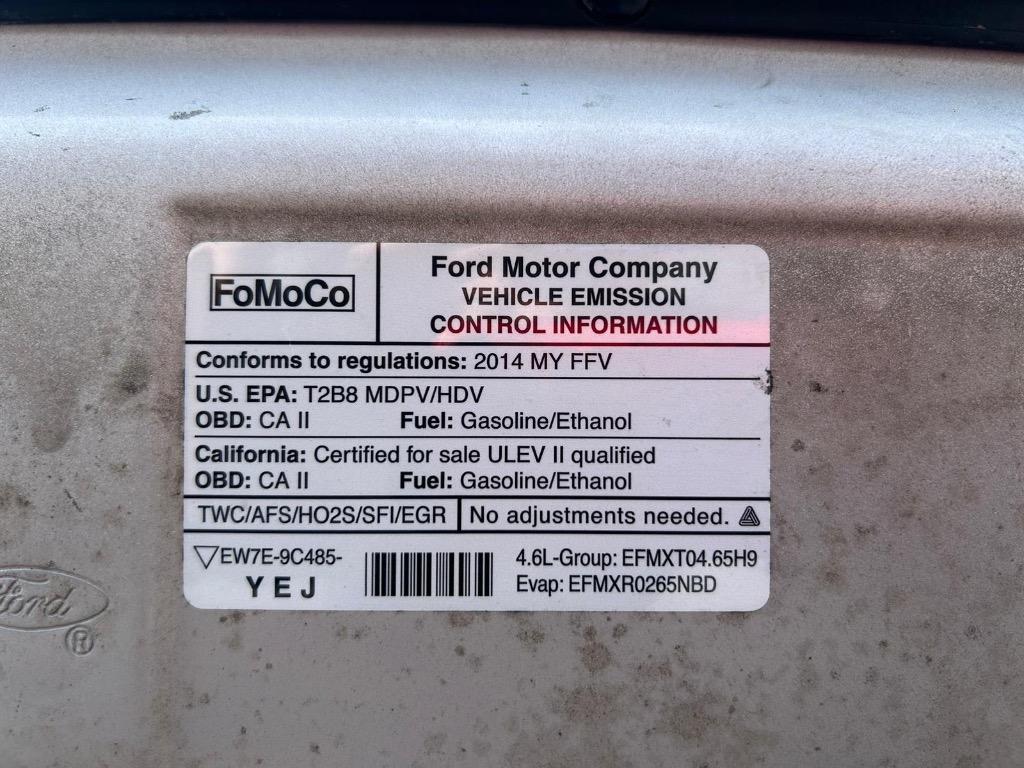 FoMoCo
Ford Motor Company
VEHICLE EMISSION
CONTROL INFORMATION
Conforms to regulations: 2014 MY FFV
U.S. EPA: T2B8 MDPV/HDV
OBD: CA II Fuel: Gasoline/Ethanol
California: Certified for sale ULEV II qualified
OBD: CA II Fuel: Gasoline/Ethanol
TWC/AFS/HO2S/SFI/EGR No adjustments needed.
EW7E-9C485-
YEJ
4.6L-Group: EFMXT04.65H9
Evap: EFMXR0265NBD
Ford
®